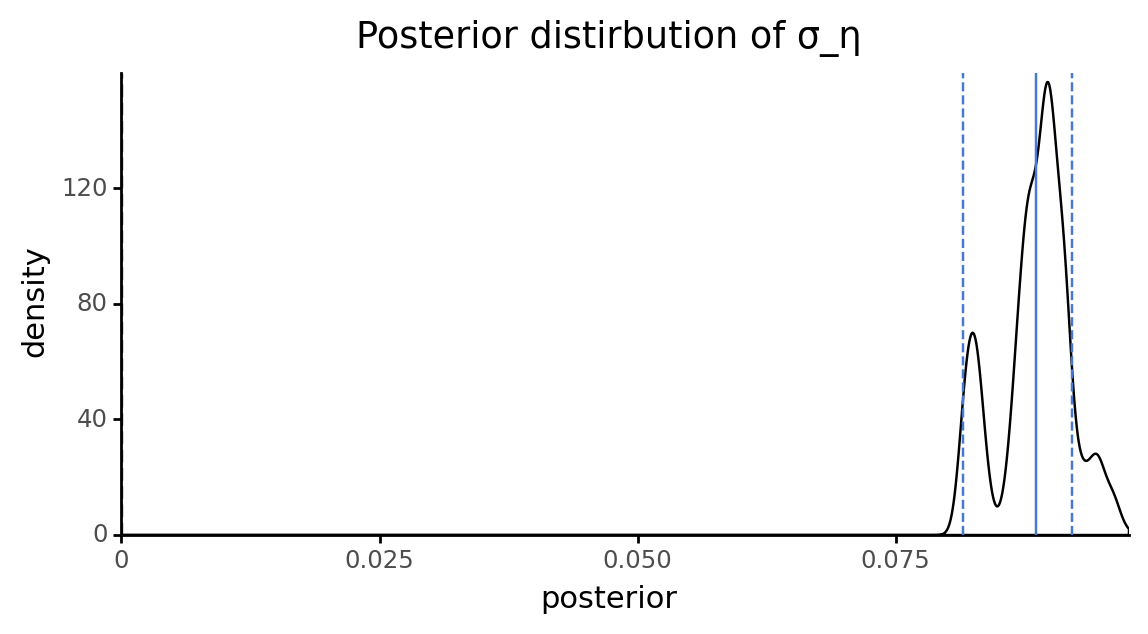 Posterior distirbution of σ_η
density
120
80
40
0
0 0.025 0.050 0.075
posterior